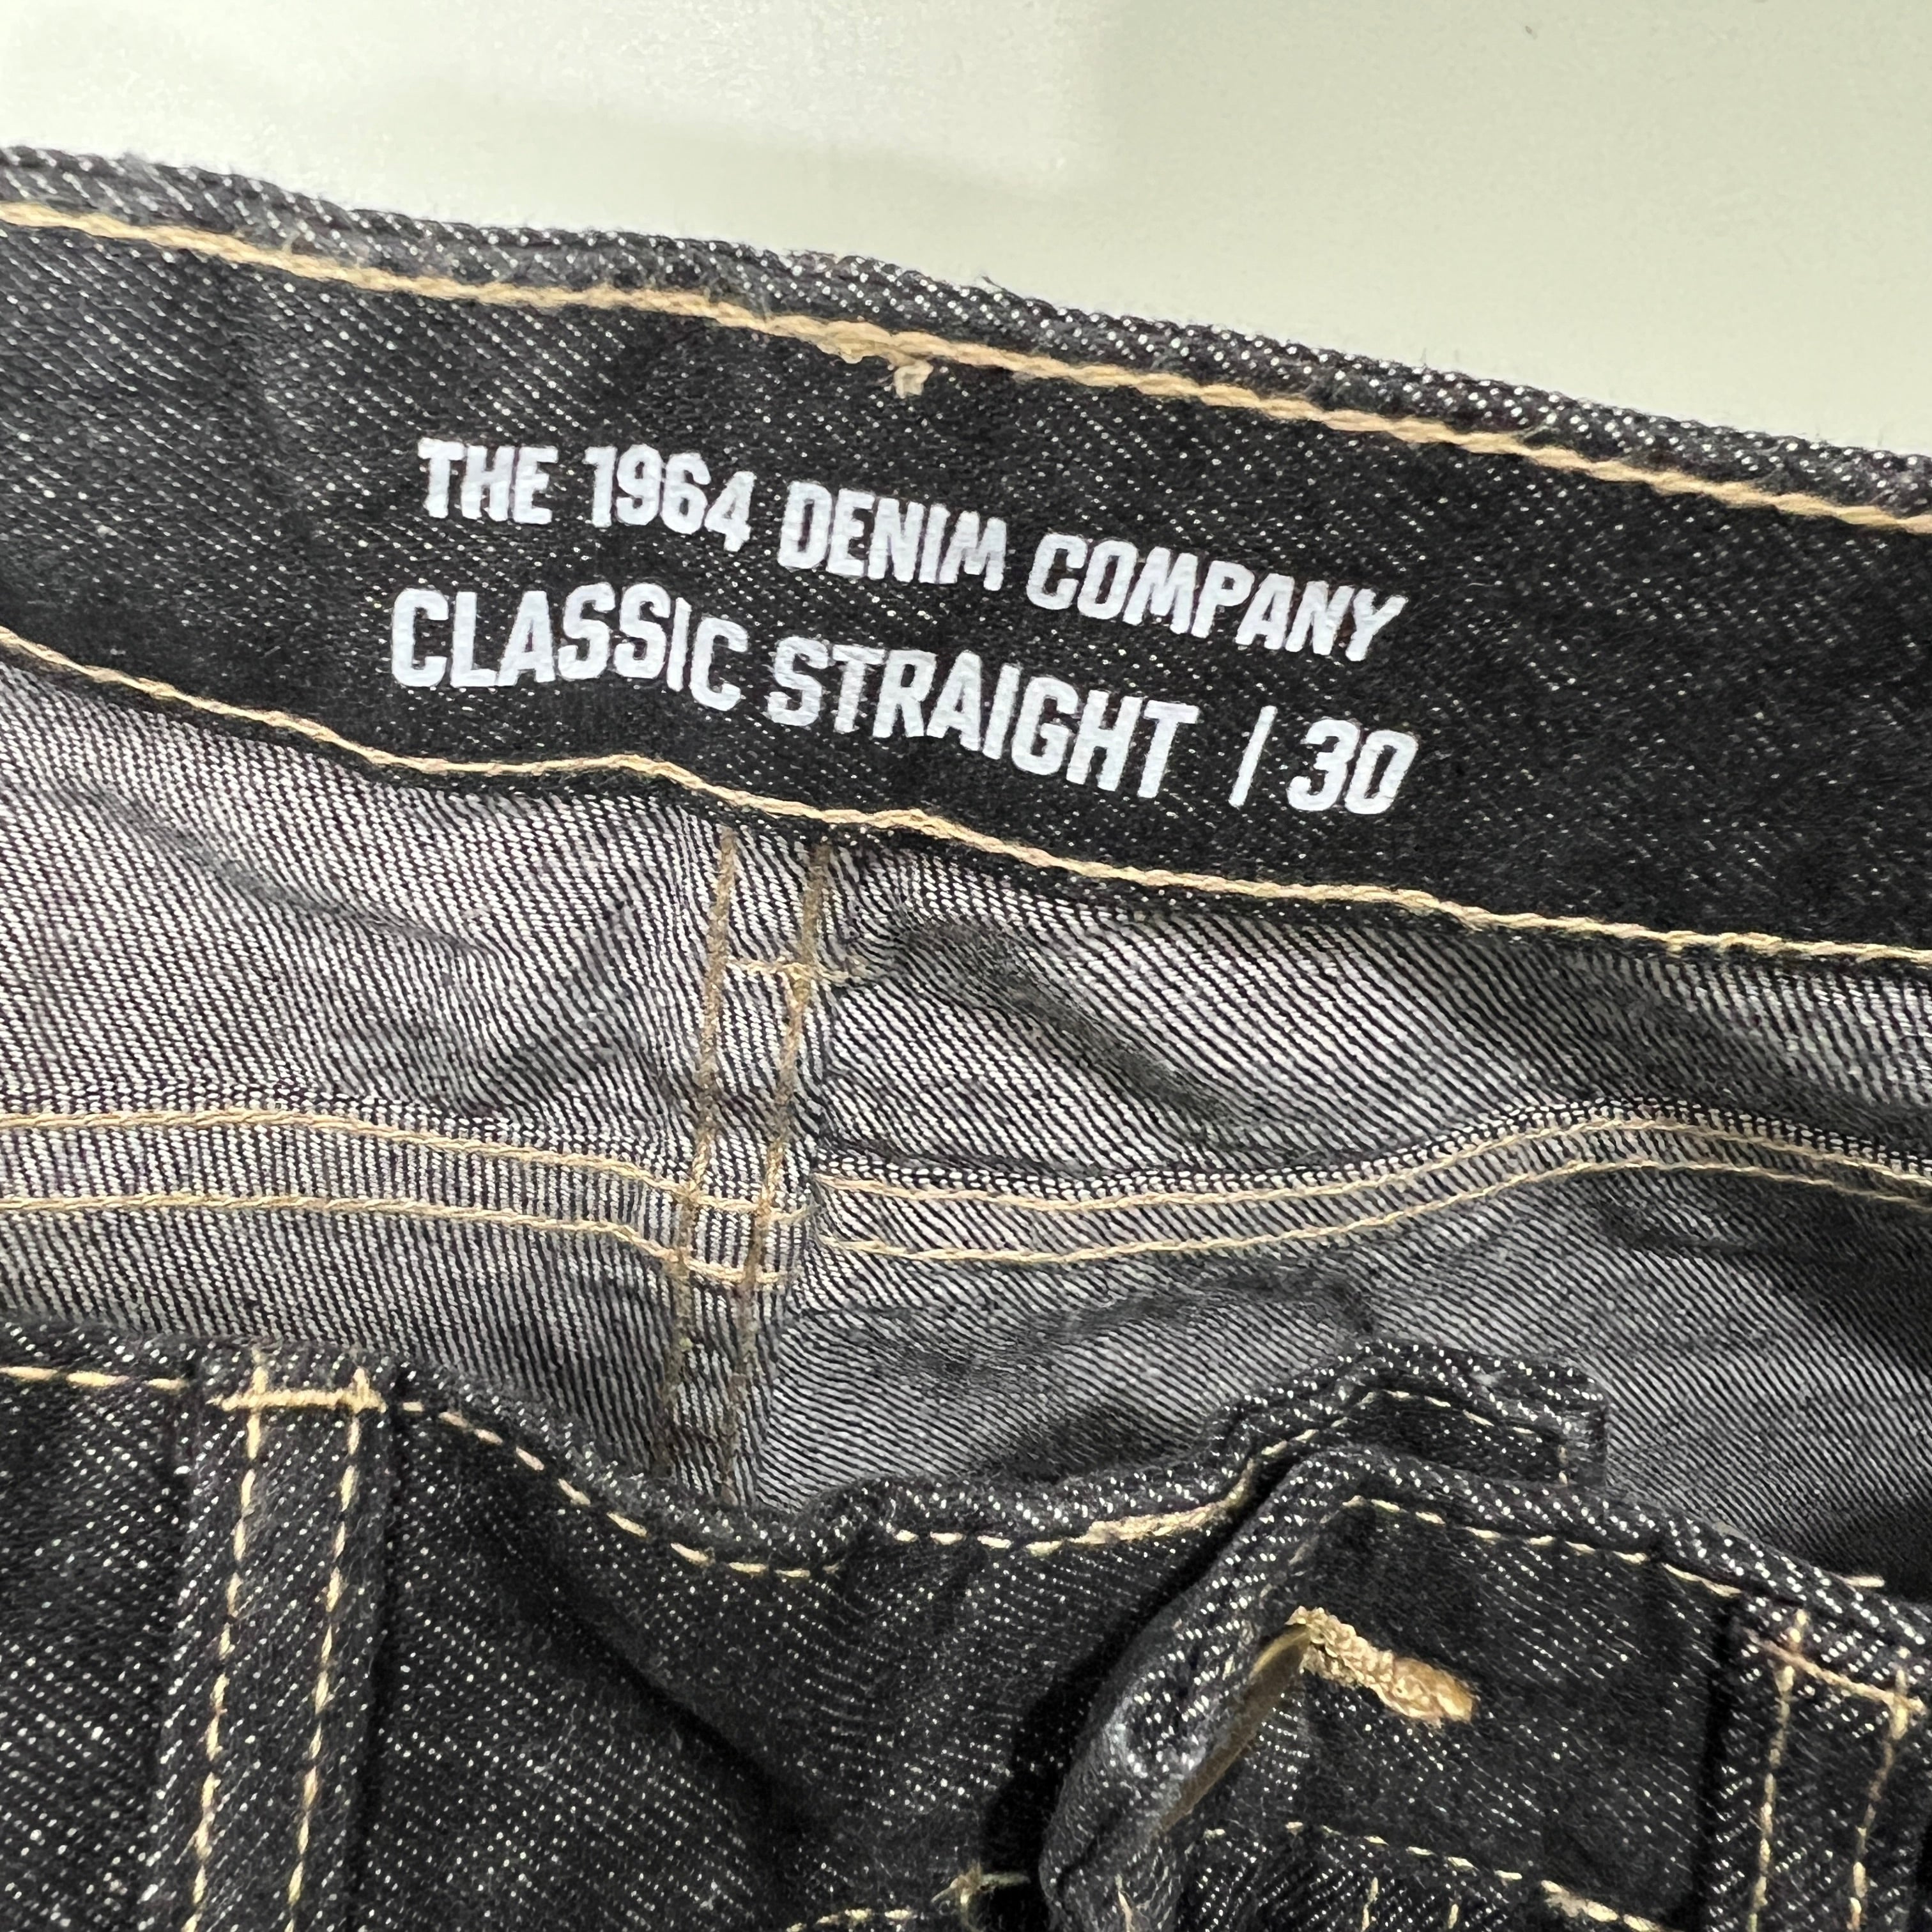 THE 1964 DENIM COMPANY
CLASSIC STRAIGHT | 30